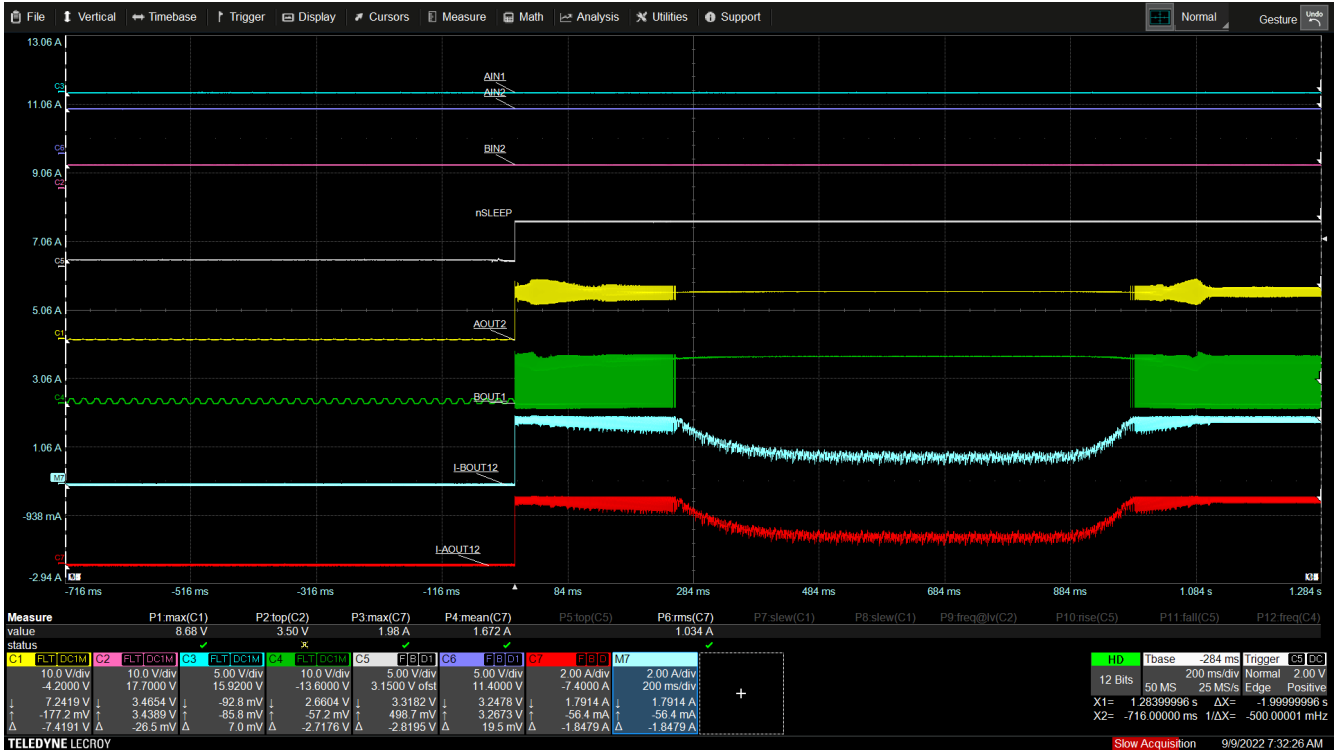 File Vertical Timebase Trigger Display Cursors Measure Math Analysis Utilities Support Normal Gesture Undo
13.06 A
AIN1
C3
AIN2
11.06 A
C6
BIN2
9.06 A
C2
nSLEEP
7.06 A
C5
5.06 A
AOUT2
C1
3.06 A
C4
BOUT1
1.06 A
I-BOUT12
M7
-938 mA
I-AOUT12
C7
-2.94 A
-716 ms -516 ms -316 ms -116 ms 84 ms 284 ms 484 ms 684 ms 884 ms 1.084 s 1.284 s
Measure P1:max(C1) P2:top(C2) P3:max(C7) P4:mean(C7) P5:top(C5) P6:rms(C7) P7:slew(C1) P8:slew(C1) P9:freq@lv(C2) P10:rise(C5) P11:fall(C5) P12:freq(C4)
value 8.68 V 3.50 V 1.98 A 1.672 A 1.034 A
status
C1 FLT DC1M C2 FLT DC1M C3 FLT DC1M C4 FLT DC1M C5 F B D1 C6 F B D1 C7 F B D M7 HD Tbase -284 ms Trigger C5 DC
10.0 V/div 10.0 V/div 5.00 V/div 10.0 V/div 5.00 V/div 5.00 V/div 2.00 A/div 2.00 A/div 12 Bits 200 ms/div Normal 2.00 V
-4.2000 V 17.7000 V 15.9200 V -13.6000 V 3.1500 V ofst 11.4000 V -7.4000 A 200 ms/div 50 MS 25 MS/s Edge Positive
↓ 7.2419 V ↓ 3.4654 V ↓ -92.8 mV ↓ 2.6604 V ↓ 3.3182 V ↓ 3.2478 V ↓ 1.7914 A ↓ 1.7914 A X1= 1.28399996 s ΔX= -1.99999996 s
↑ -177.2 mV ↑ 3.4389 V ↑ -85.8 mV ↑ -57.2 mV ↑ 498.7 mV ↑ 3.2673 V ↑ -56.4 mA ↑ -56.4 mA X2= -716.00000 ms 1/ΔX= -500.00001 mHz
Δ -7.4191 V Δ -26.5 mV Δ 7.0 mV Δ -2.7176 V Δ -2.8195 V Δ 19.5 mV Δ -1.8479 A Δ -1.8479 A
TELEDYNE LECROY Slow Acquisition 9/9/2022 7:32:26 AM